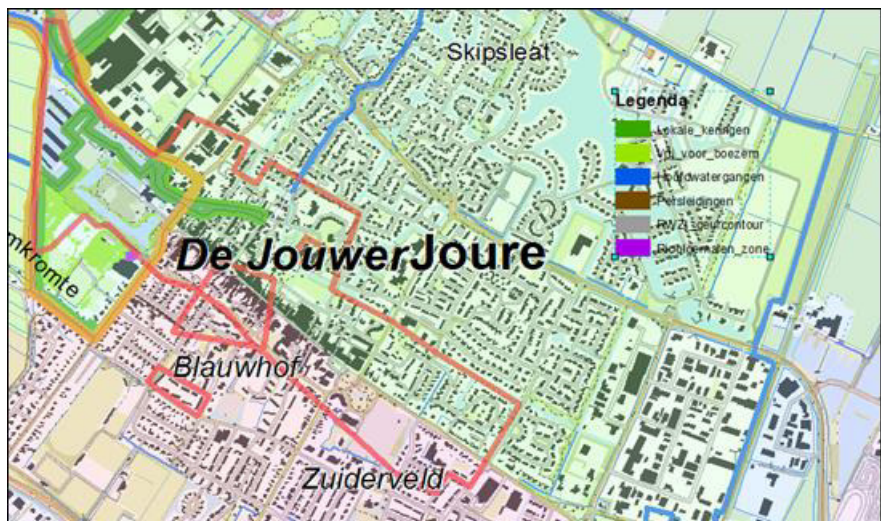 Skipsleat
Legenda
Lokale_keringen
Vrij_voor_boezem
Hoofdwatergangen
Persleidingen
RWZI_geurcontour
Rioolgemalen_zone
mkromte
De JouwerJoure
Blauwhof
Zuiderveld